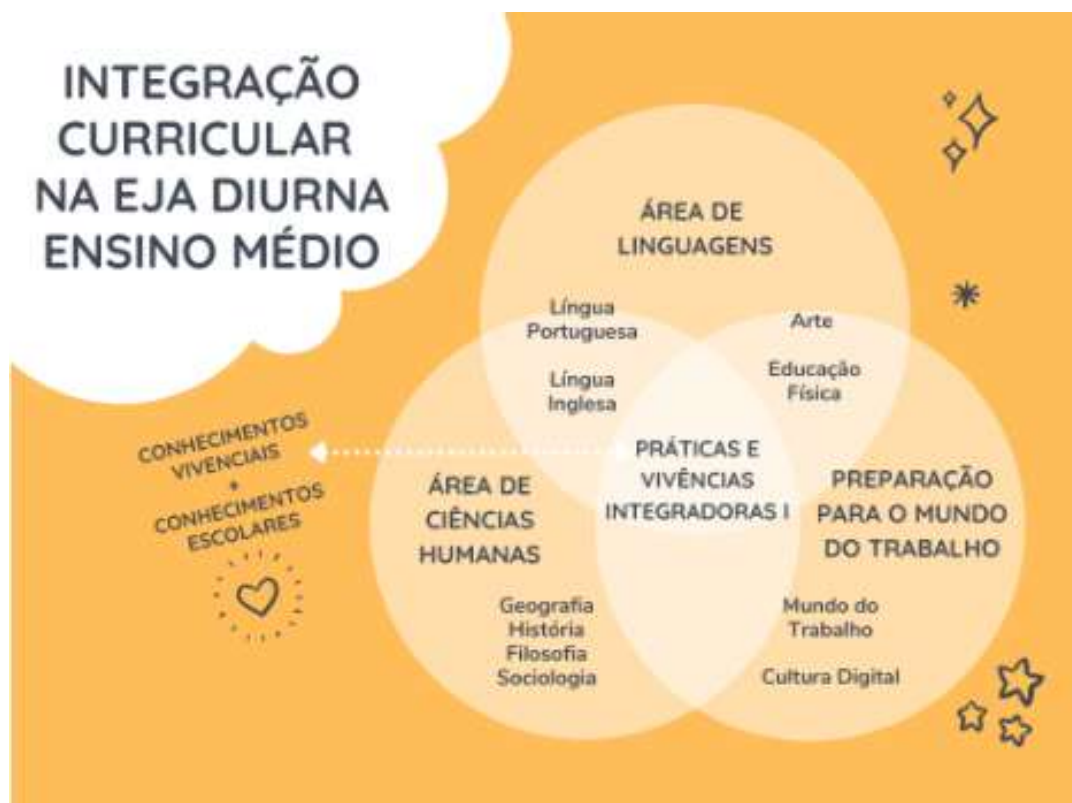 INTEGRAÇÃO
CURRICULAR
NA EJA DIURNA
ENSINO MÉDIO
ÁREA DE
LINGUAGENS
Língua
Portuguesa
Língua
Inglesa
Arte
Educação
Física
CONHECIMENTOS
VIVENCIAIS
+
CONHECIMENTOS
ESCOLARES
PRÁTICAS E
VIVÊNCIAS
INTEGRADORAS I
ÁREA DE
CIÊNCIAS
HUMANAS
Geografia
História
Filosofia
Sociologia
PREPARAÇÃO
PARA O MUNDO
DO TRABALHO
Mundo do
Trabalho
Cultura Digital